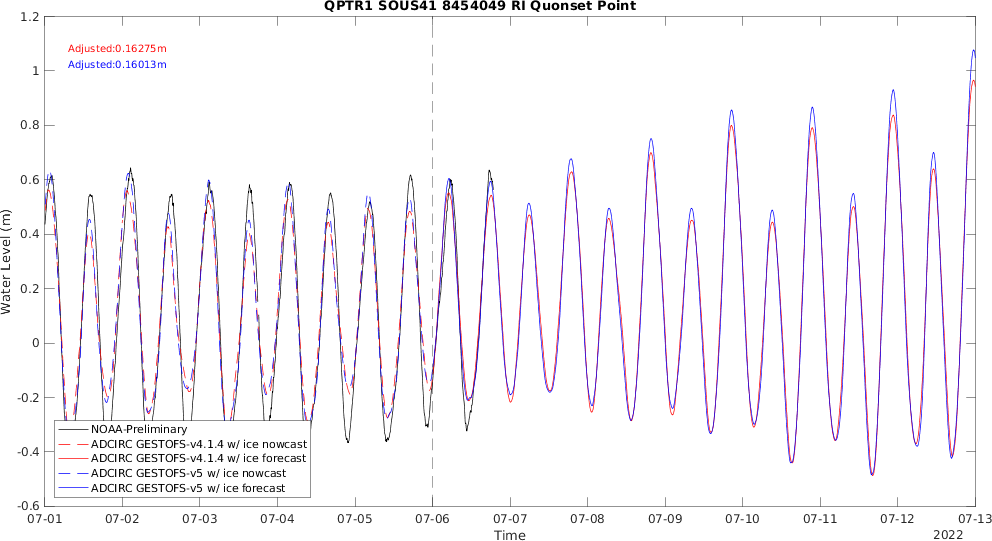 QPTR1 SOUS41 8454049 RI Quonset Point
1.2
1
0.8
0.6
0.4
0.2
0
-0.2
-0.4
-0.6
Water Level (m)
Adjusted:0.16275m
Adjusted:0.16013m
NOAA-Preliminary
ADCIRC GESTOFS-v4.1.4 w/ ice nowcast
ADCIRC GESTOFS-v4.1.4 w/ ice forecast
ADCIRC GESTOFS-v5 w/ ice nowcast
ADCIRC GESTOFS-v5 w/ ice forecast
07-01 07-02 07-03 07-04 07-05 07-06 07-07 07-08 07-09 07-10 07-11 07-12 07-13
Time
2022